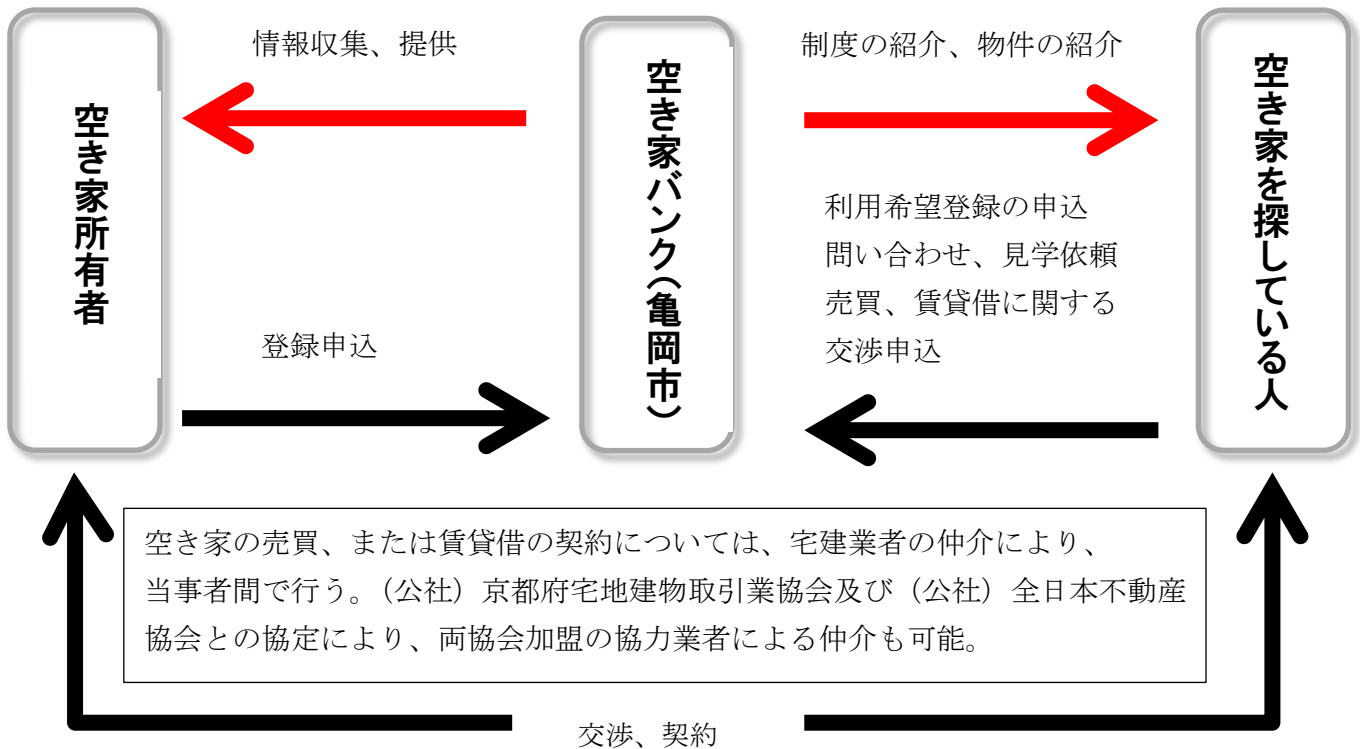 空き家所有者
情報収集、提供
登録申込
空き家バンク(亀岡市)
制度の紹介、物件の紹介
利用希望登録の申込
問い合わせ、見学依頼
売買、賃貸借に関する
交渉申込
空き家を探している人
空き家の売買、または賃貸借の契約については、宅建業者の仲介により、
当事者間で行う。（公社）京都府宅地建物取引業協会及び（公社）全日本不動産
協会との協定により、両協会加盟の協力業者による仲介も可能。
交渉、契約